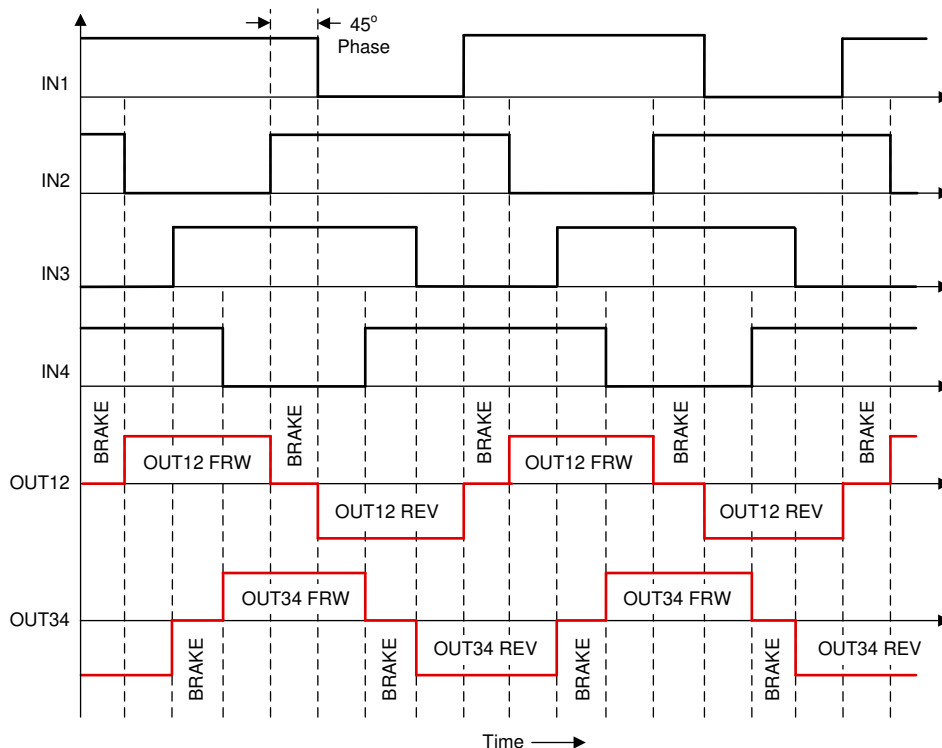 45o
Phase
IN1
IN2
IN3
IN4
BRAKE
BRAKE
BRAKE
BRAKE
BRAKE
OUT12 FRW
OUT12 FRW
OUT12
OUT12 REV
OUT12 REV
OUT34 FRW
OUT34 FRW
OUT34
OUT34 REV
OUT34 REV
BRAKE
BRAKE
BRAKE
BRAKE
Time